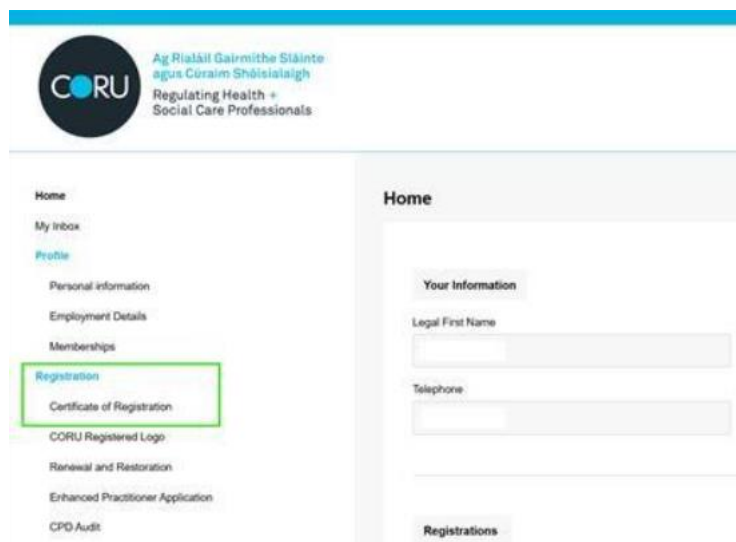 CORU
Ag Rialáil Gairmithe Sláinte
agus Cúraim Shóisialaigh
Regulating Health +
Social Care Professionals
Home
My Inbox
Profile
Personal information
Employment Details
Memberships
Registration
Certificate of Registration
CORU Registered Logo
Renewal and Restoration
Enhanced Practitioner Application
CPD Audit
Home
Your Information
Legal First Name
Telephone
Registrations